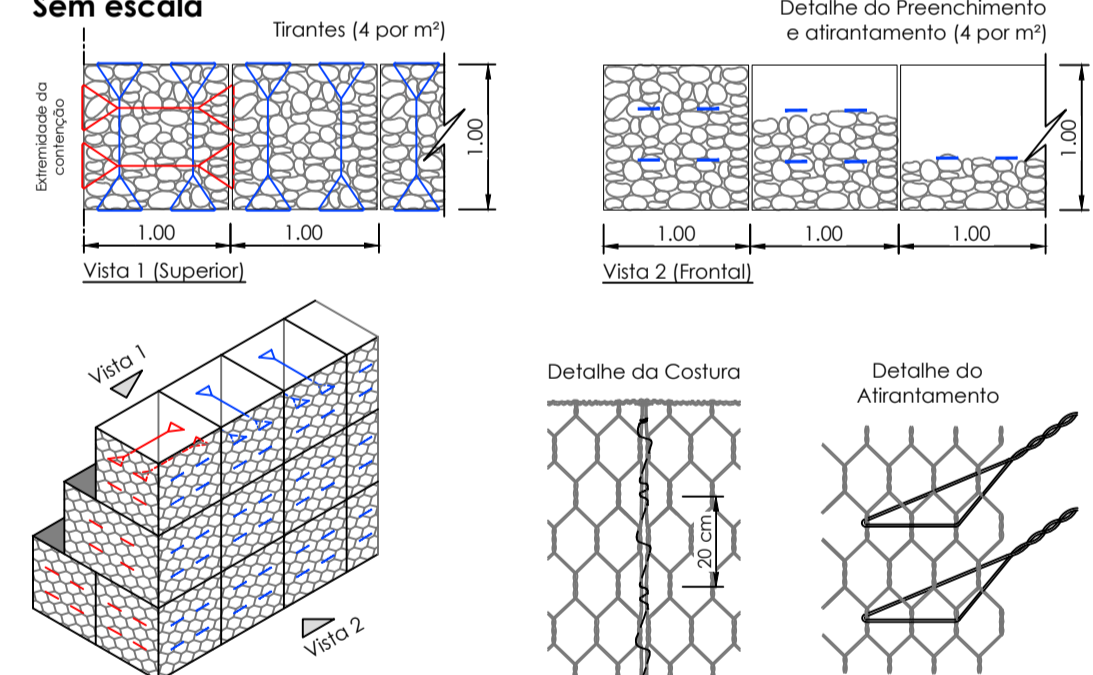 Sem escala
Tirantes (4 por m²)
Extremidade da
contenção
1.00
1.00
1.00
Vista 1 (Superior)
Detalhe do Preenchimento
e atirantamento (4 por m²)
1.00
1.00
1.00
1.00
Vista 2 (Frontal)
Vista 1
Vista 2
Detalhe da Costura
20 cm
Detalhe do
Atirantamento